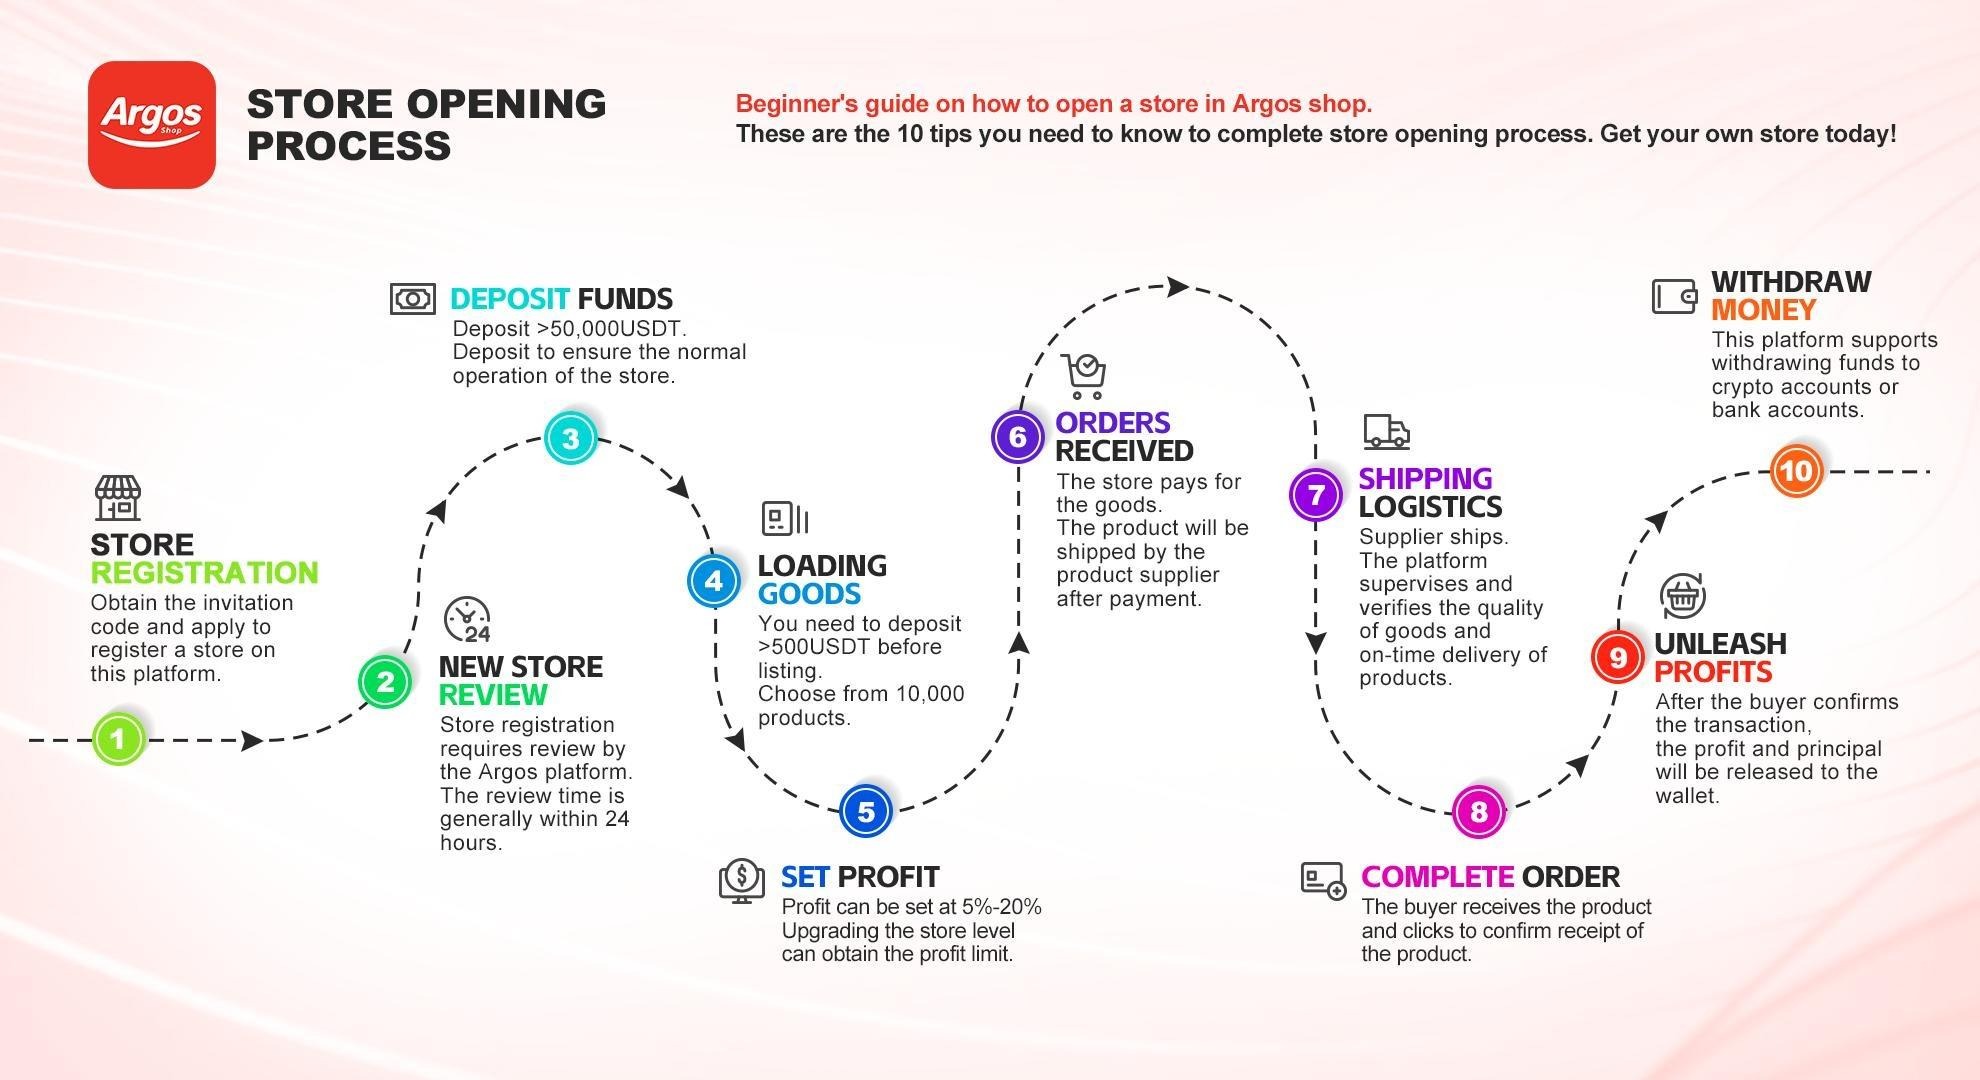 Argos
Shop
STORE OPENING
PROCESS
Beginner's guide on how to open a store in Argos shop.
These are the 10 tips you need to know to complete store opening process. Get your own store today!
STORE
REGISTRATION
Obtain the invitation
code and apply to
register a store on
this platform.
1
2
24
NEW STORE
REVIEW
Store registration
requires review by
the Argos platform.
The review time is
generally within 24
hours.
DEPOSIT FUNDS
Deposit >50,000USDT.
Deposit to ensure the normal
operation of the store.
3
4
LOADING
GOODS
You need to deposit
>500USDT before
listing.
Choose from 10,000
products.
5
$
SET PROFIT
Profit can be set at 5%-20%
Upgrading the store level
can obtain the profit limit.
6
ORDERS
RECEIVED
The store pays for
the goods.
The product will be
shipped by the
product supplier
after payment.
7
SHIPPING
LOGISTICS
Supplier ships.
The platform
supervises and
verifies the quality
of goods and
on-time delivery of
products.
8
COMPLETE ORDER
The buyer receives the product
and clicks to confirm receipt of
the product.
9
UNLEASH
PROFITS
After the buyer confirms
the transaction,
the profit and principal
will be released to the
wallet.
WITHDRAW
MONEY
This platform supports
withdrawing funds to
crypto accounts or
bank accounts.
10